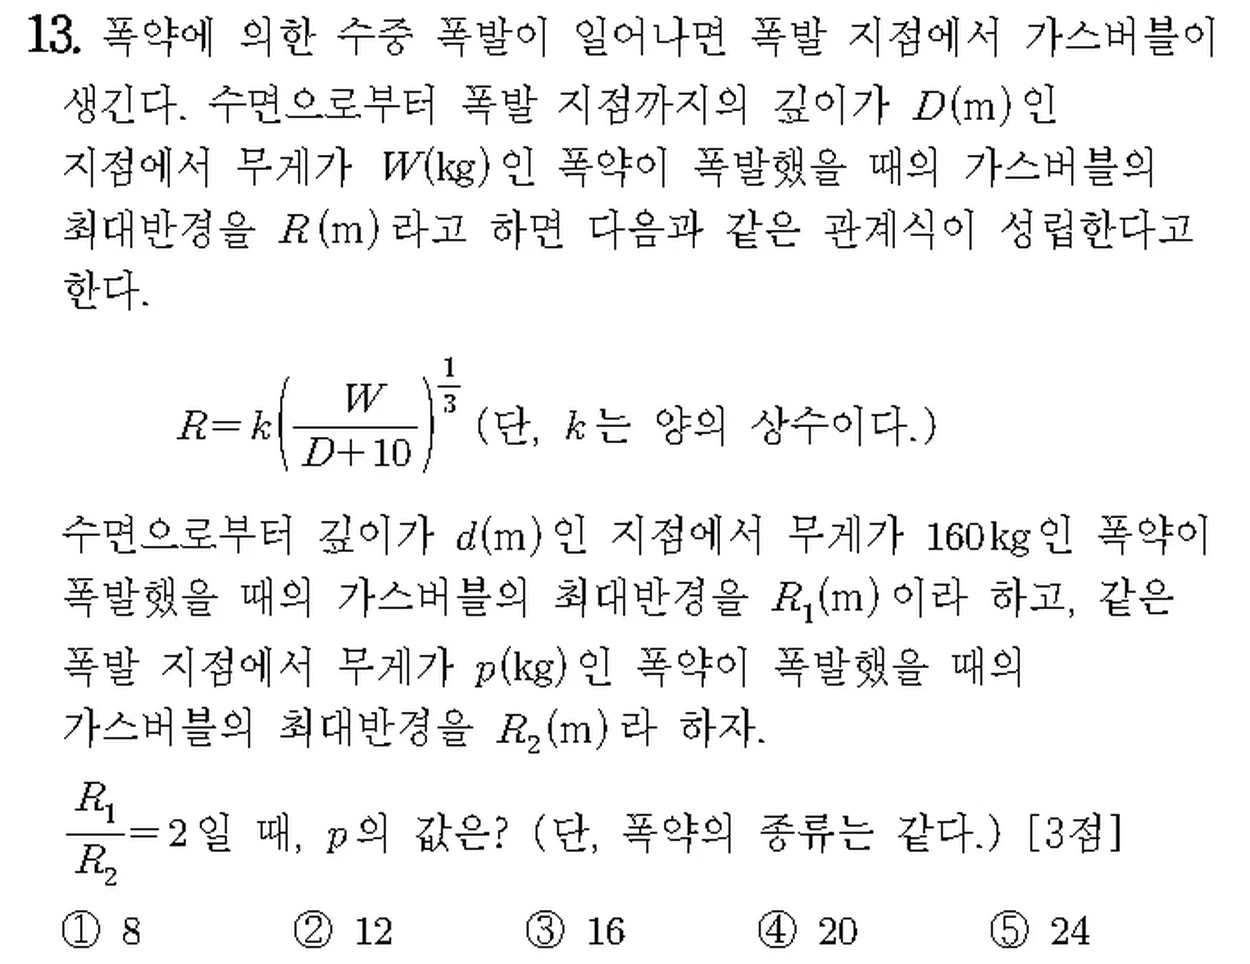 13. 폭약에 의한 수중 폭발이 일어나면 폭발 지점에서 가스버블이
생긴다. 수면으로부터 폭발 지점까지의 깊이가 D(m)인
지점에서 무게가 W(kg)인 폭약이 폭발했을 때의 가스버블의
최대반경을 R(m)라고 하면 다음과 같은 관계식이 성립한다고
한다.
R=k(W/(D+10))^(1/3) (단, k는 양의 상수이다.)
수면으로부터 깊이가 d(m)인 지점에서 무게가 160kg인 폭약이
폭발했을 때의 가스버블의 최대반경을 R₁(m)이라 하고, 같은
폭발 지점에서 무게가 p(kg)인 폭약이 폭발했을 때의
가스버블의 최대반경을 R₂(m)라 하자.
R₁/R₂=2일 때, p의 값은? (단, 폭약의 종류는 같다.) [3점]
① 8 ② 12 ③ 16 ④ 20 ⑤ 24